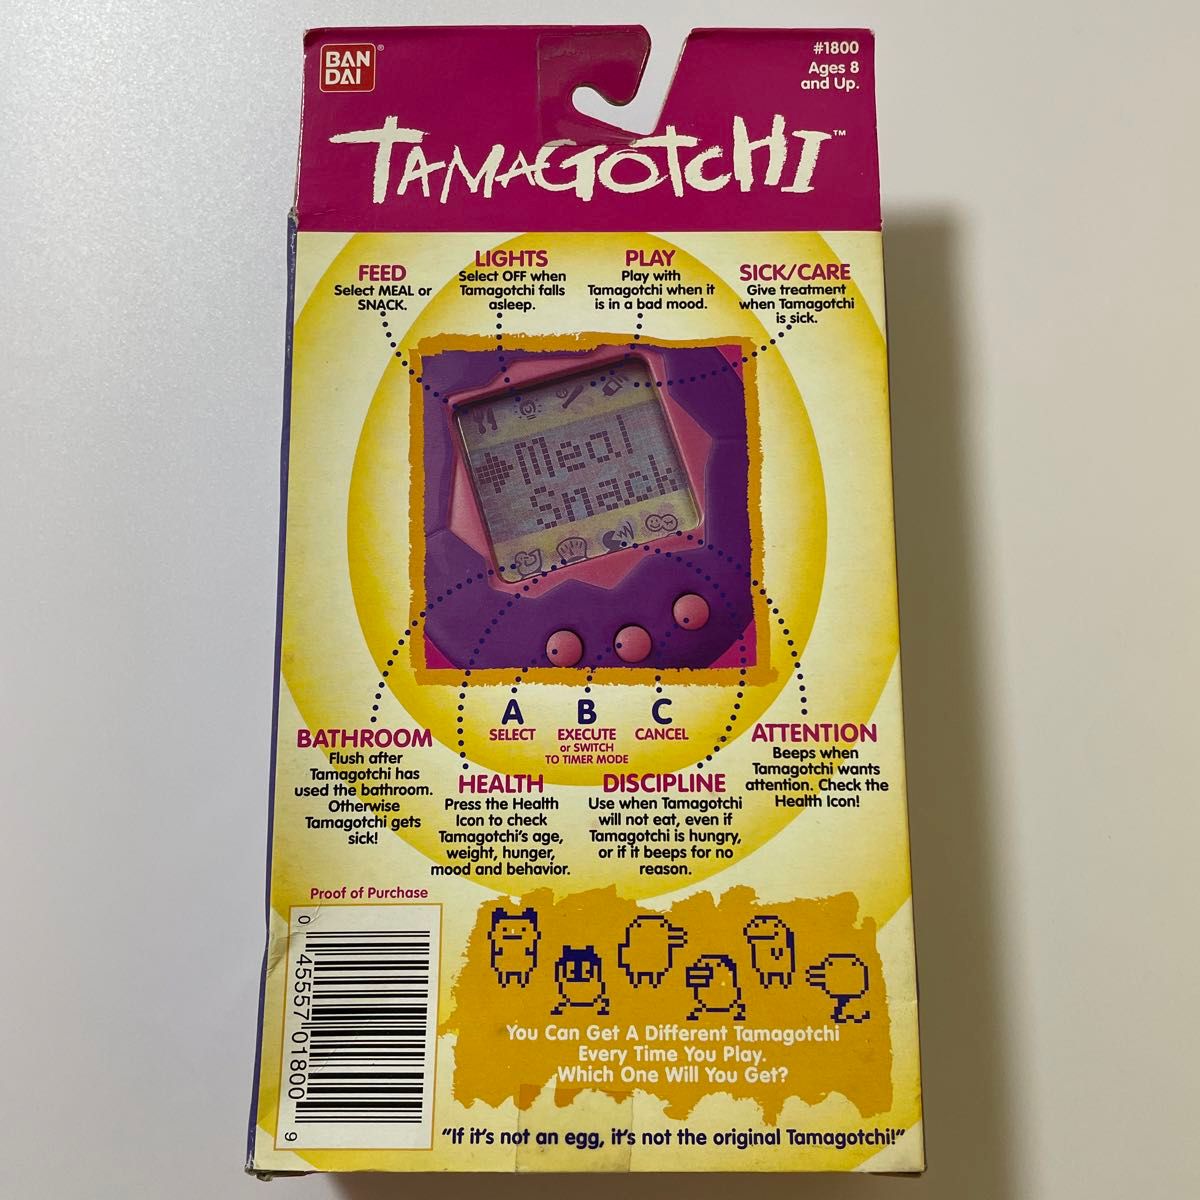 BAN
DAI
®
#1800
Ages 8
and Up.
TAMAGOTCHI™
FEED
Select MEAL or
SNACK.
LIGHTS
Select OFF when
Tamagotchi falls
asleep.
PLAY
Play with
Tamagotchi when it
is in a bad mood.
SICK/CARE
Give treatment
when Tamagotchi
is sick.
Meal
Snack
A
SELECT
B
EXECUTE
or SWITCH
TO TIMER MODE
C
CANCEL
BATHROOM
Flush after
Tamagotchi has
used the bathroom.
Otherwise
Tamagotchi gets
sick!
HEALTH
Press the Health
Icon to check
Tamagotchi's age,
weight, hunger,
mood and behavior.
DISCIPLINE
Use when Tamagotchi
will not eat, even if
Tamagotchi is hungry,
or if it beeps for no
reason.
ATTENTION
Beeps when
Tamagotchi wants
attention. Check the
Health Icon!
Proof of Purchase
0 45557 01800 9
You Can Get A Different Tamagotchi
Every Time You Play.
Which One Will You Get?
"If it's not an egg, it's not the original Tamagotchi!"